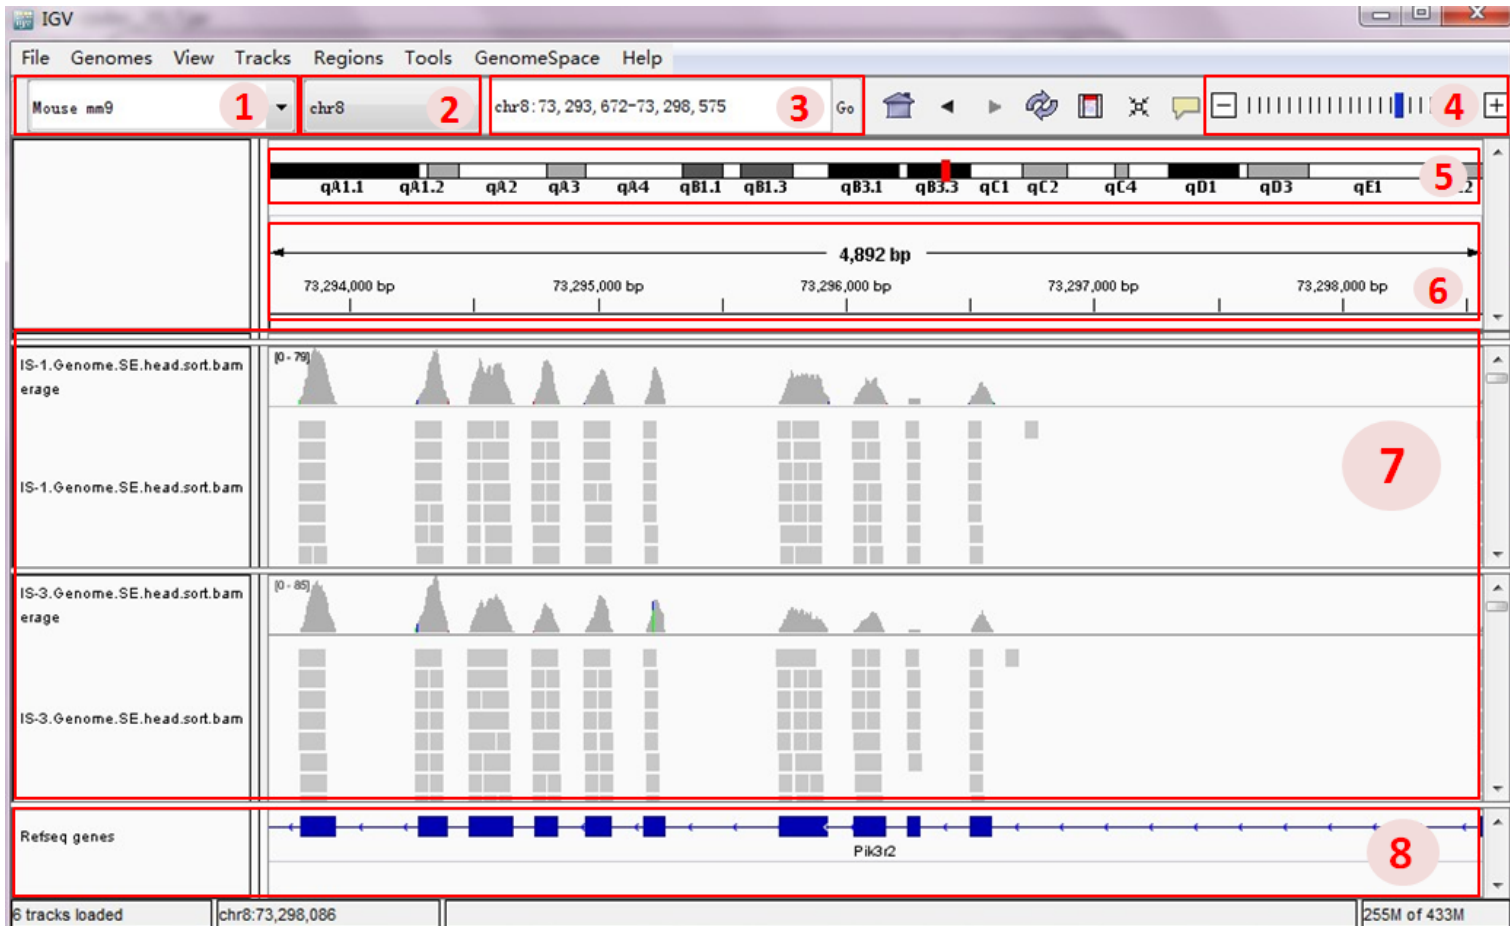 IGV
File Genomes View Tracks Regions Tools GenomeSpace Help
Mouse mm9 1 chr8 2 chr8:73,293,672-73,298,575 3 Go 4
qA1.1 qA1.2 qA2 qA3 qA4 qB1.1 qB1.3 qB3.1 qB3.3 qC1 qC2 qC4 qD1 qD3 qE1 5
4,892 bp
73,294,000 bp 73,295,000 bp 73,296,000 bp 73,297,000 bp 73,298,000 bp 6
IS-1.Genome.SE.head.sort.bam [0 - 79]
erage
7
IS-1.Genome.SE.head.sort.bam
IS-3.Genome.SE.head.sort.bam [0 - 85]
erage
IS-3.Genome.SE.head.sort.bam
Refseq genes
Pik3r2 8
6 tracks loaded chr8:73,298,086 255M of 433M